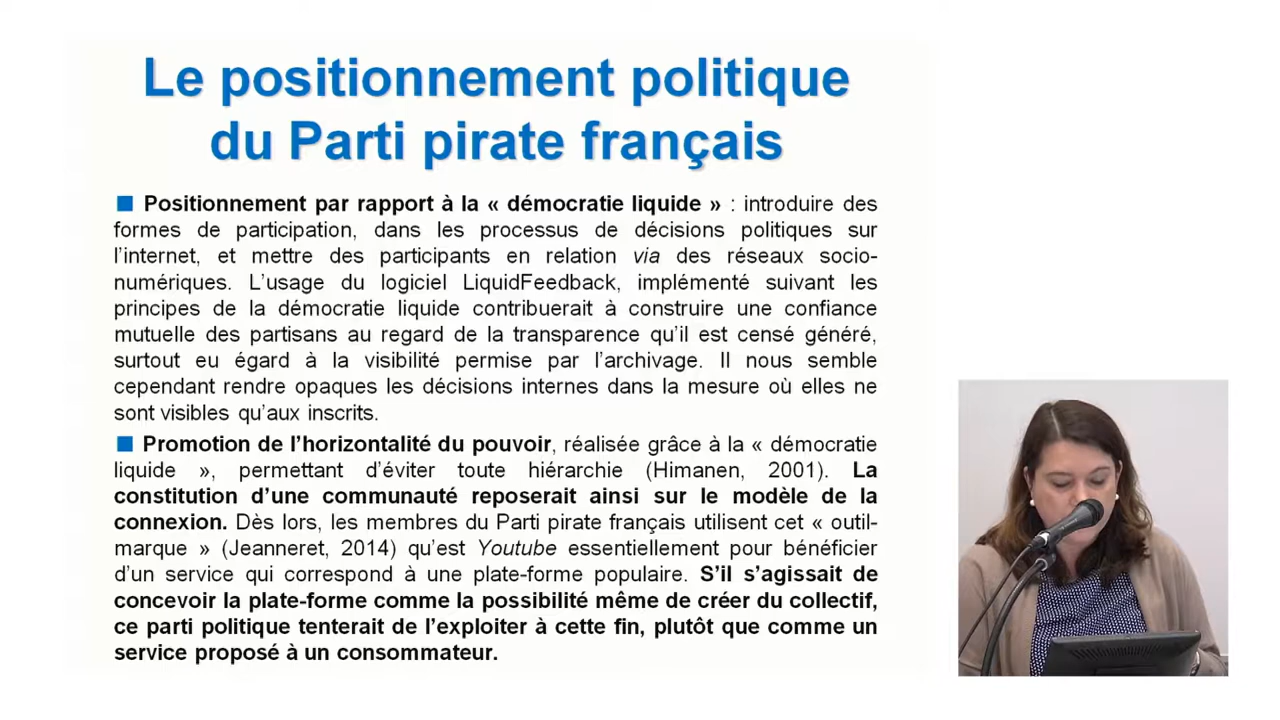 Le positionnement politique
du Parti pirate français
Positionnement par rapport à la « démocratie liquide » : introduire des
formes de participation, dans les processus de décisions politiques sur
l’internet, et mettre des participants en relation via des réseaux socio-
numériques. L’usage du logiciel LiquidFeedback, implémenté suivant les
principes de la démocratie liquide contribuerait à construire une confiance
mutuelle des partisans au regard de la transparence qu’il est censé généré,
surtout eu égard à la visibilité permise par l’archivage. Il nous semble
cependant rendre opaques les décisions internes dans la mesure où elles ne
sont visibles qu’aux inscrits.
Promotion de l’horizontalité du pouvoir, réalisée grâce à la « démocratie
liquide », permettant d’éviter toute hiérarchie (Himanen, 2001). La
constitution d’une communauté reposerait ainsi sur le modèle de la
connexion. Dès lors, les membres du Parti pirate français utilisent cet « outil-
marque » (Jeanneret, 2014) qu’est Youtube essentiellement pour bénéficier
d’un service qui correspond à une plate-forme populaire. S’il s’agissait de
concevoir la plate-forme comme la possibilité même de créer du collectif,
ce parti politique tenterait de l’exploiter à cette fin, plutôt que comme un
service proposé à un consommateur.